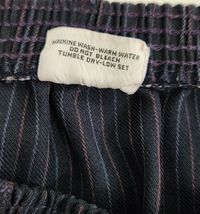 MACHINE WASH-WARM WATER
DO NOT BLEACH
TUMBLE DRY-LOW SET